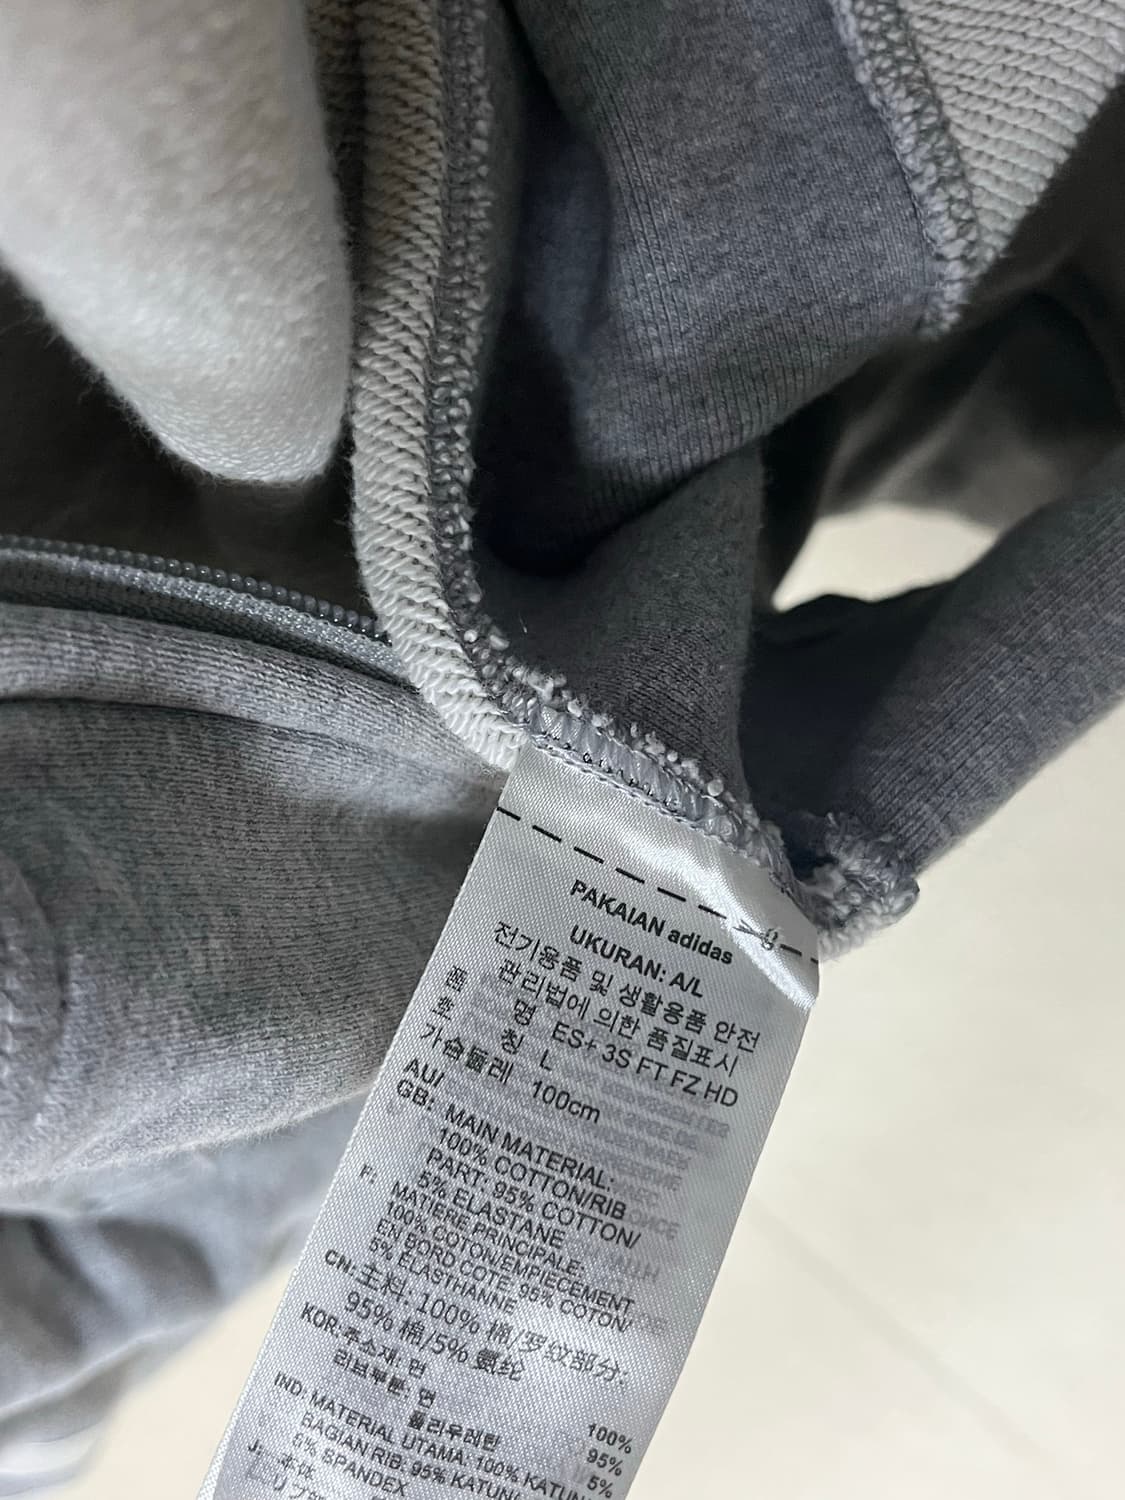 PAKAIAN adidas
UKURAN: A/L
전기용품 및 생활용품 안전
관리법에 의한 품질표시
품 명 ES+ 3S FT FZ HD
호 칭 L
가슴둘레 100cm
AU/
GB: MAIN MATERIAL:
100% COTTON/RIB
PART: 95% COTTON/
5% ELASTANE
F: MATIERE PRINCIPALE:
100% COTON/EMPIECEMENT
EN BORD COTE: 95% COTON/
5% ELASTHANNE
CN: 主料: 100% 棉/罗纹部分:
95% 棉/5% 氨纶
KOR: 주소재: 면 100%
리브부분: 면 95%
폴리우레탄 5%
IND: MATERIAL UTAMA: 100% KATUN/
BAGIAN RIB: 95% KATUN/
5% SPANDEX
J: 本体
リブ